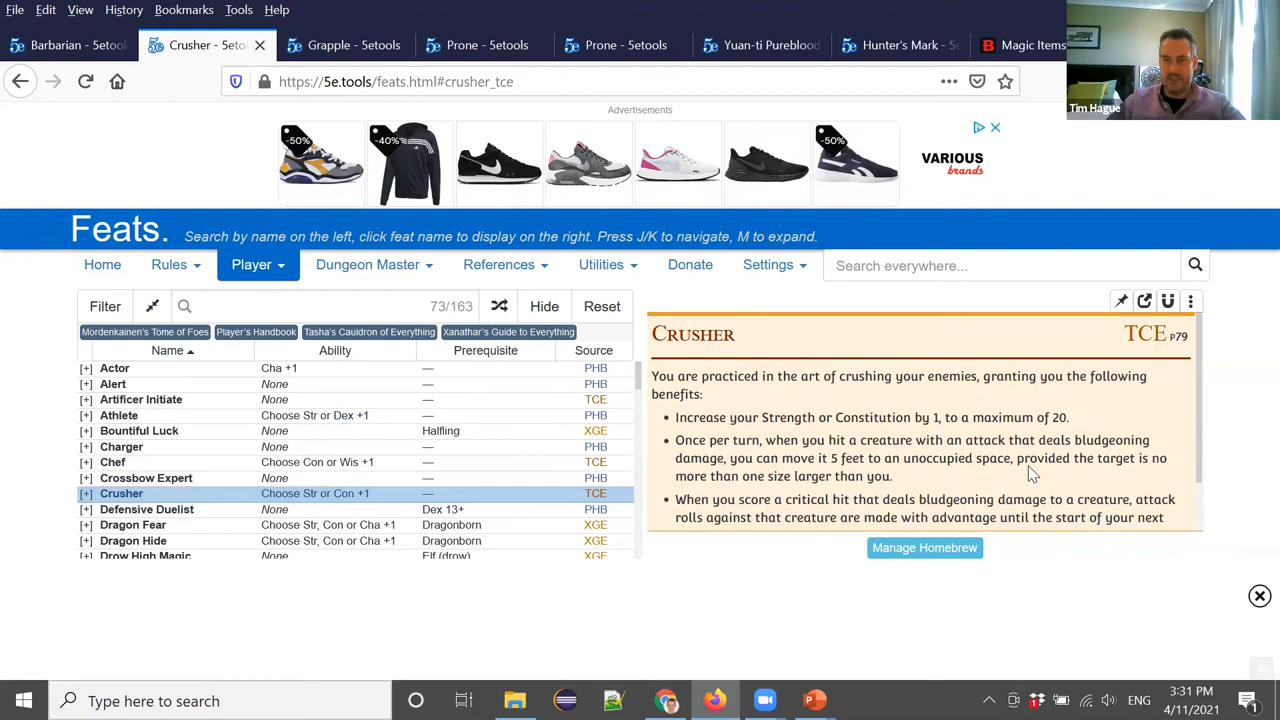 File Edit View History Bookmarks Tools Help
Barbarian - 5etools
Crusher - 5eto
Grapple - 5etools
Prone - 5etools
Prone - 5etools
Yuan-ti Pureblood
Hunter's Mark - 5e
Magic Items
https://5e.tools/feats.html#crusher_tce
Tim Hague
Advertisements
-50%
-40%
-50%
VARIOUS
brands
Feats. Search by name on the left, click feat name to display on the right. Press J/K to navigate, M to expand.
Home Rules Player Dungeon Master References Utilities Donate Settings Search everywhere...
Filter 73/163 Hide Reset
Mordenkainen's Tome of Foes Player's Handbook Tasha's Cauldron of Everything Xanathar's Guide to Everything
Name Ability Prerequisite Source
[+] Actor Cha +1 — PHB
[+] Alert None — PHB
[+] Artificer Initiate None — TCE
[+] Athlete Choose Str or Dex +1 — PHB
[+] Bountiful Luck None Halfling XGE
[+] Charger None — PHB
[+] Chef Choose Con or Wis +1 — TCE
[+] Crossbow Expert None — PHB
[+] Crusher Choose Str or Con +1 — TCE
[+] Defensive Duelist None Dex 13+ PHB
[+] Dragon Fear Choose Str, Con or Cha +1 Dragonborn XGE
[+] Dragon Hide Choose Str, Con or Cha +1 Dragonborn XGE
[+] Drow High Magic None Elf (drow) XGE
CRUSHER TCE P79
You are practiced in the art of crushing your enemies, granting you the following
benefits:
• Increase your Strength or Constitution by 1, to a maximum of 20.
• Once per turn, when you hit a creature with an attack that deals bludgeoning
damage, you can move it 5 feet to an unoccupied space, provided the target is no
more than one size larger than you.
• When you score a critical hit that deals bludgeoning damage to a creature, attack
rolls against that creature are made with advantage until the start of your next
Manage Homebrew
Type here to search
ENG
3:31 PM
4/11/2021
1